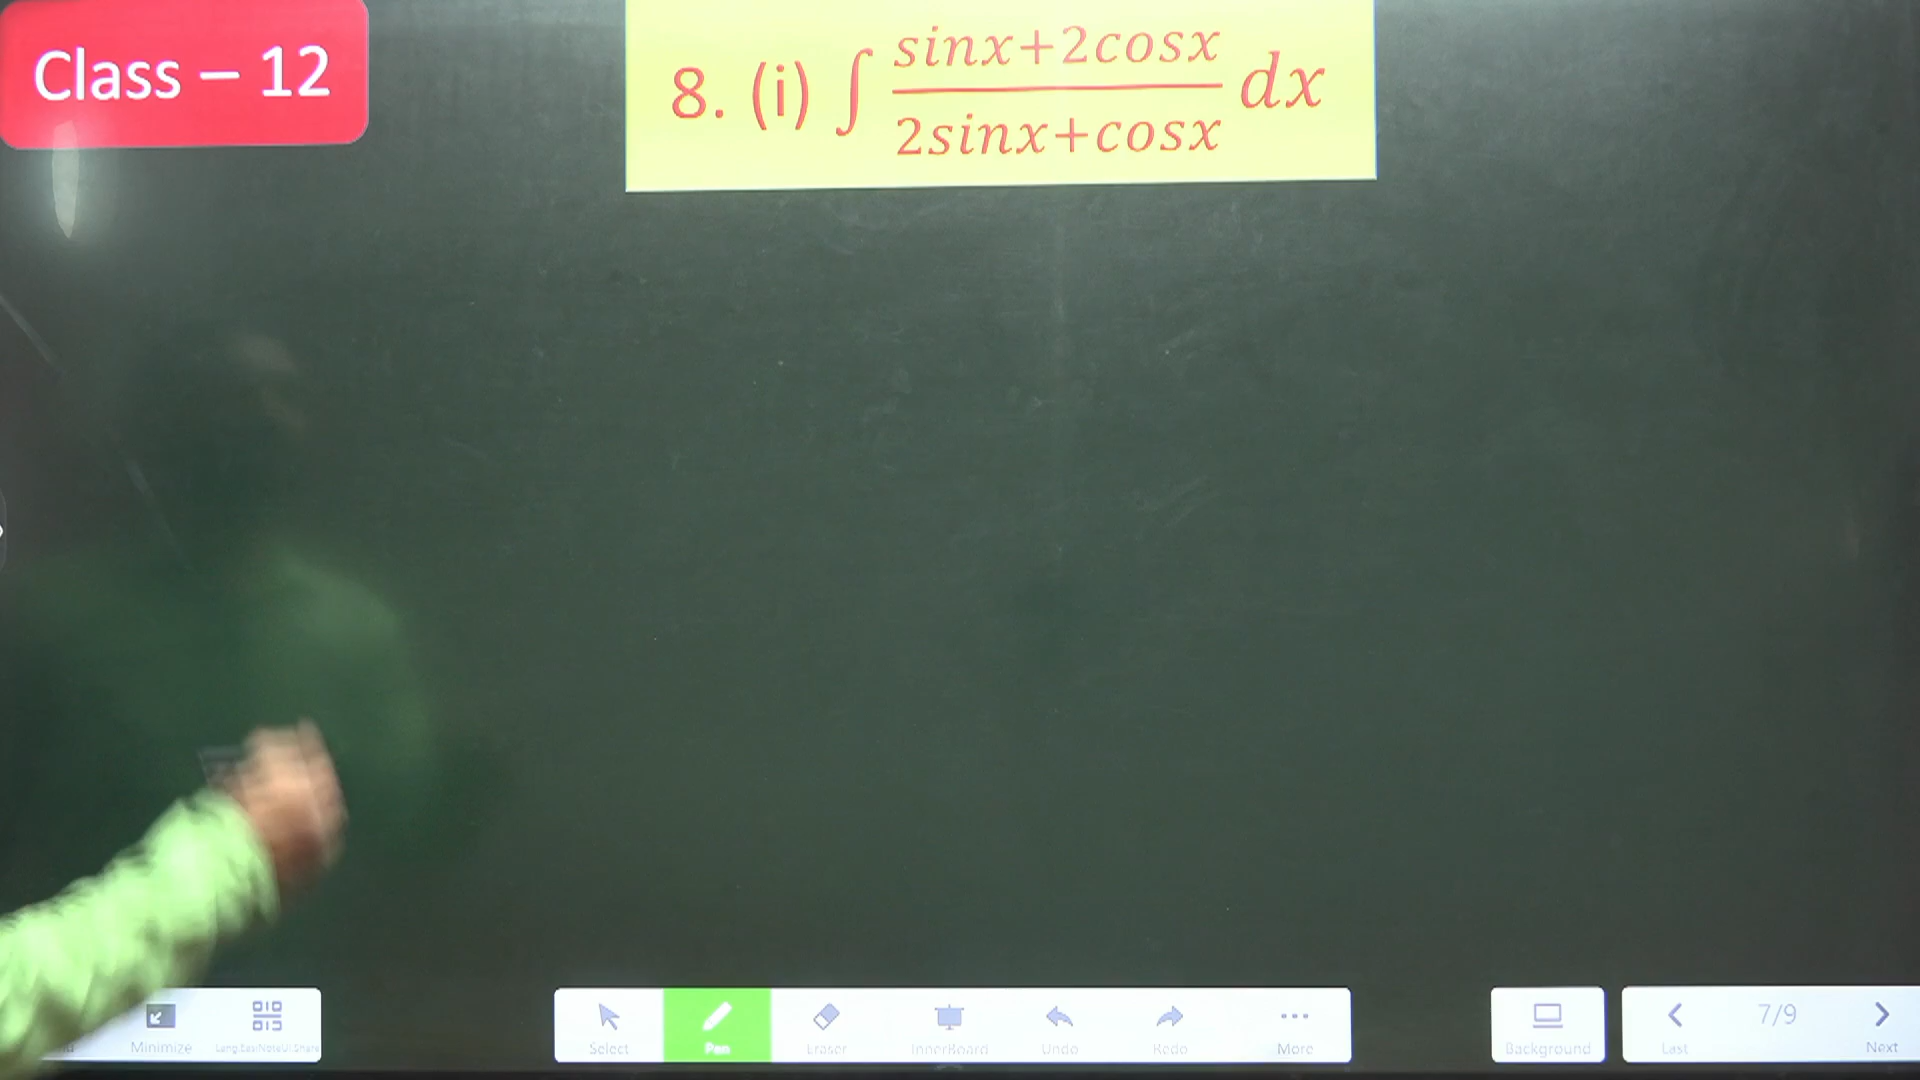 Class – 12
8. (i) ∫ \frac{sinx+2cosx}{2sinx+cosx} dx
Minimize
Select Pen Eraser InnerBoard Undo Redo More
Background
Last 7/9 Next